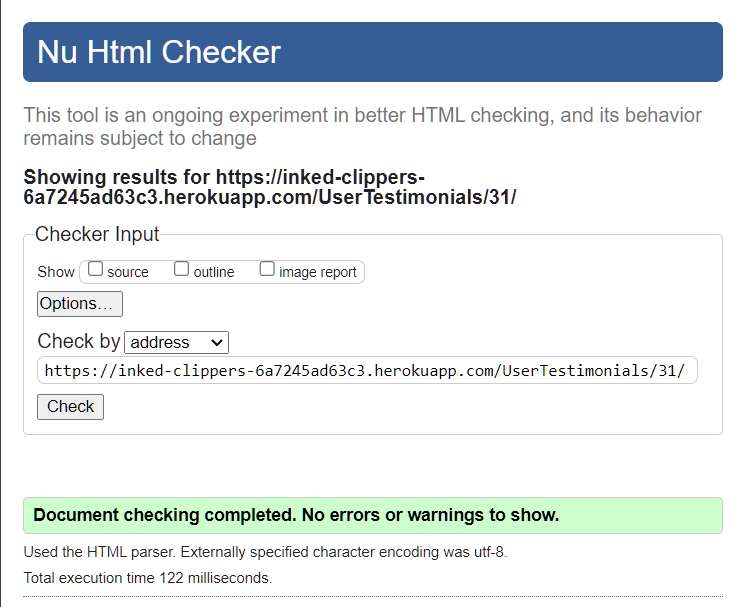 Nu Html Checker
This tool is an ongoing experiment in better HTML checking, and its behavior
remains subject to change
Showing results for https://inked-clippers-
6a7245ad63c3.herokuapp.com/UserTestimonials/31/
Checker Input
Show source outline image report
Options...
Check by address
https://inked-clippers-6a7245ad63c3.herokuapp.com/UserTestimonials/31/
Check
Document checking completed. No errors or warnings to show.
Used the HTML parser. Externally specified character encoding was utf-8.
Total execution time 122 milliseconds.